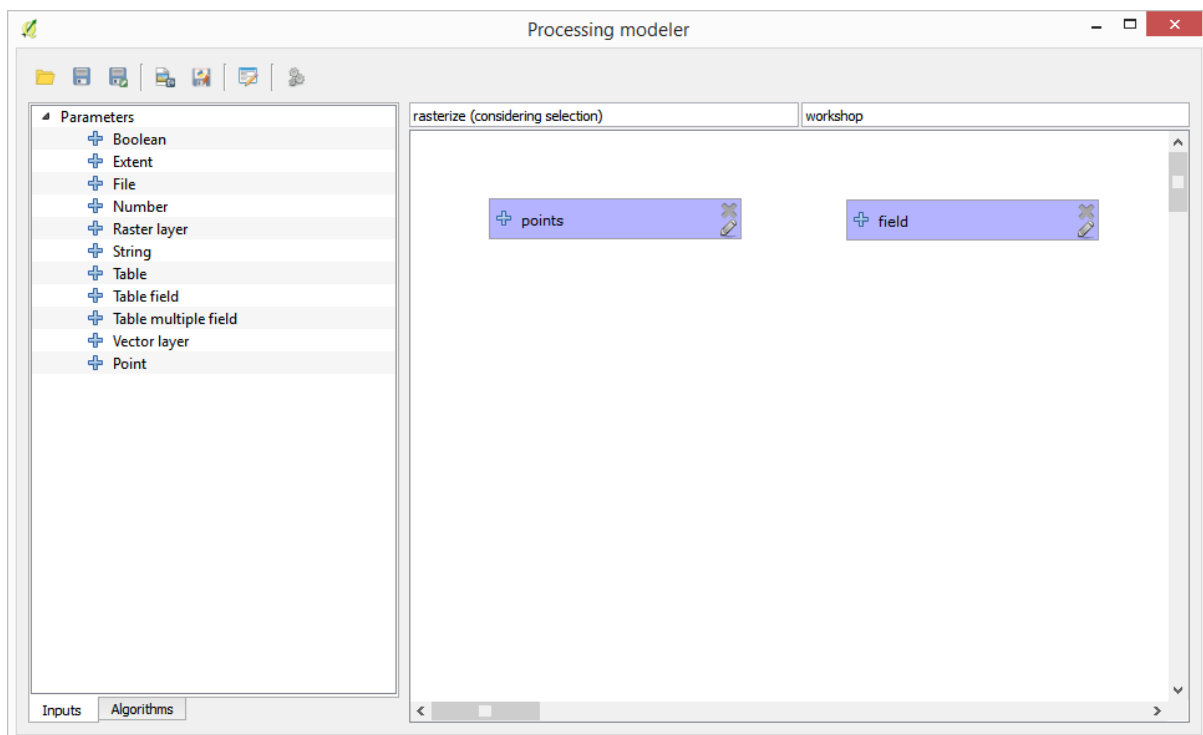 Processing modeler
Parameters
Boolean
Extent
File
Number
Raster layer
String
Table
Table field
Table multiple field
Vector layer
Point
Inputs
Algorithms
rasterize (considering selection)
workshop
points
field